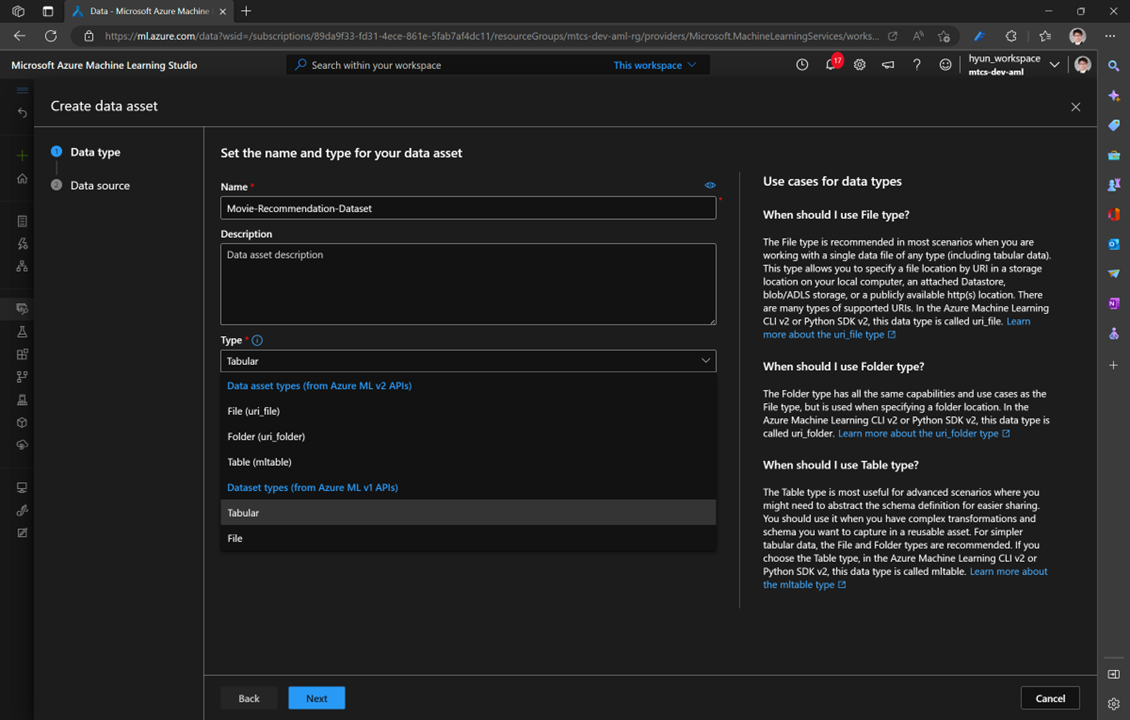 Data - Microsoft Azure Machine
https://ml.azure.com/data?wsid=/subscriptions/89da9f33-fd31-4ece-861e-5fab7af4dc11/resourceGroups/mtcs-dev-aml-rg/providers/Microsoft.MachineLearningServices/works...
Microsoft Azure Machine Learning Studio
Search within your workspace
This workspace
17
hyun_workspace
mtcs-dev-aml
Create data asset
1 Data type
2 Data source
Set the name and type for your data asset
Name *
*
Movie-Recommendation-Dataset
Description
Data asset description
Type *
Tabular
Data asset types (from Azure ML v2 APIs)
File (uri_file)
Folder (uri_folder)
Table (mltable)
Dataset types (from Azure ML v1 APIs)
Tabular
File
Use cases for data types
When should I use File type?
The File type is recommended in most scenarios when you are
working with a single data file of any type (including tabular data).
This type allows you to specify a file location by URI in a storage
location on your local computer, an attached Datastore,
blob/ADLS storage, or a publicly available http(s) location. There
are many types of supported URIs. In the Azure Machine Learning
CLI v2 or Python SDK v2, this data type is called uri_file. Learn
more about the uri_file type
When should I use Folder type?
The Folder type has all the same capabilities and use cases as the
File type, but is used when specifying a folder location. In the
Azure Machine Learning CLI v2 or Python SDK v2, this data type is
called uri_folder. Learn more about the uri_folder type
When should I use Table type?
The Table type is most useful for advanced scenarios where you
might need to abstract the schema definition for easier sharing.
You should use it when you have complex transformations and
schema you want to capture in a reusable asset. For simpler
tabular data, the File and Folder types are recommended. If you
choose the Table type, in the Azure Machine Learning CLI v2 or
Python SDK v2, this data type is called mltable. Learn more about
the mltable type
Back
Next
Cancel